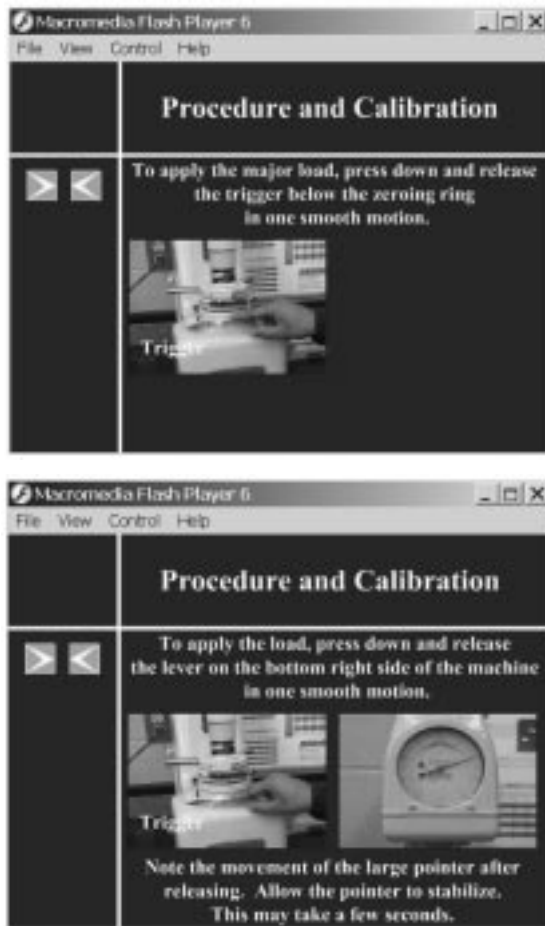 Macromedia Flash Player 6
File View Control Help
Procedure and Calibration
To apply the major load, press down and release
the trigger below the zeroing ring
in one smooth motion.
Trigger
Macromedia Flash Player 6
File View Control Help
Procedure and Calibration
To apply the load, press down and release
the lever on the bottom right side of the machine
in one smooth motion.
Trigger
Note the movement of the large pointer after
releasing. Allow the pointer to stabilize.
This may take a few seconds.